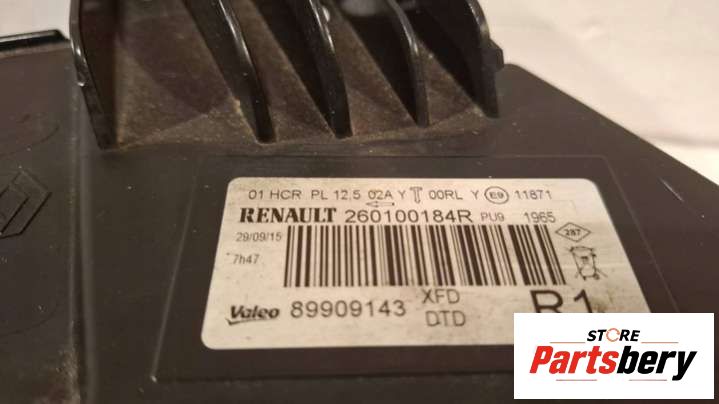 01 HCR PL 12,5 02A Y T 00RL Y E9 11871
RENAULT 260100184R PU9 1965
29/09/15
287
7h47
Valeo 89909143 XFD
DTD
R1
STORE
Partsbery